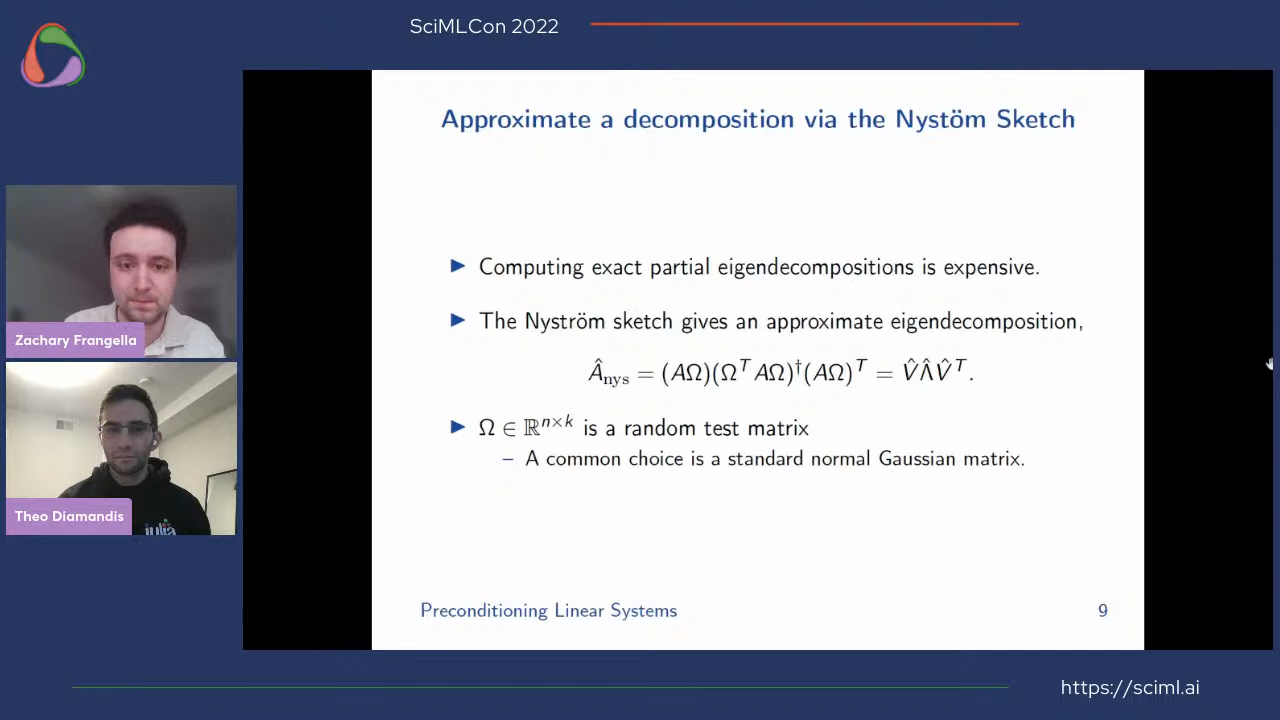 SciMLCon 2022
Approximate a decomposition via the Nystöm Sketch
▶ Computing exact partial eigendecompositions is expensive.
▶ The Nyström sketch gives an approximate eigendecomposition,
Â_nys = (AΩ)(Ω^T AΩ)^†(AΩ)^T = V̂Λ̂V̂^T.
▶ Ω ∈ ℝ^{n×k} is a random test matrix
– A common choice is a standard normal Gaussian matrix.
Preconditioning Linear Systems
9
Zachary Frangella
julia
Theo Diamandis
https://sciml.ai